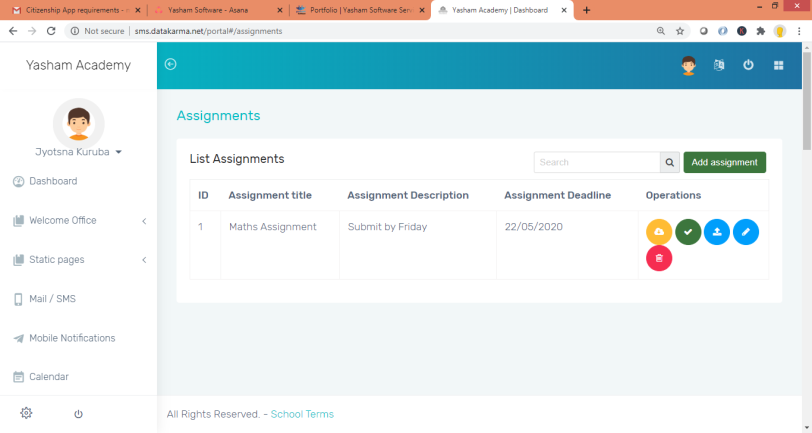 Citizenship App requirements -
Yasham Software - Asana
Portfolio | Yasham Software Serv
Yasham Academy | Dashboard
Not secure | sms.datakarma.net/portal#/assignments
Yasham Academy
Jyotsna Kuruba
Dashboard
Welcome Office
Static pages
Mail / SMS
Mobile Notifications
Calendar
Assignments
List Assignments
Search
Add assignment
ID Assignment title Assignment Description Assignment Deadline Operations
1 Maths Assignment Submit by Friday 22/05/2020
All Rights Reserved. - School Terms